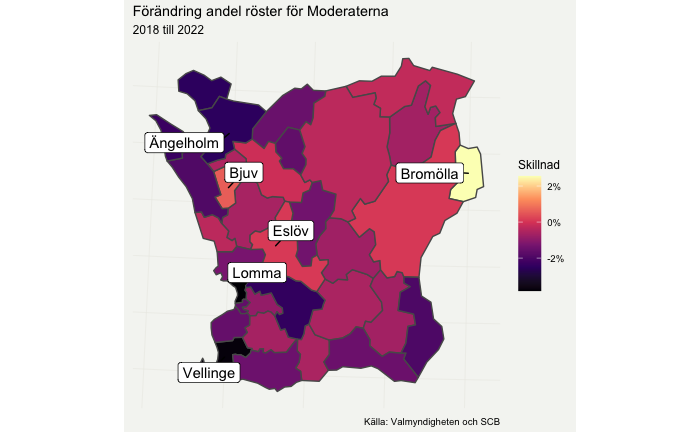 Förändring andel röster för Moderaterna
2018 till 2022
Ängelholm
Bjuv
Bromölla
Eslöv
Lomma
Vellinge
Skillnad
2%
0%
-2%
Källa: Valmyndigheten och SCB